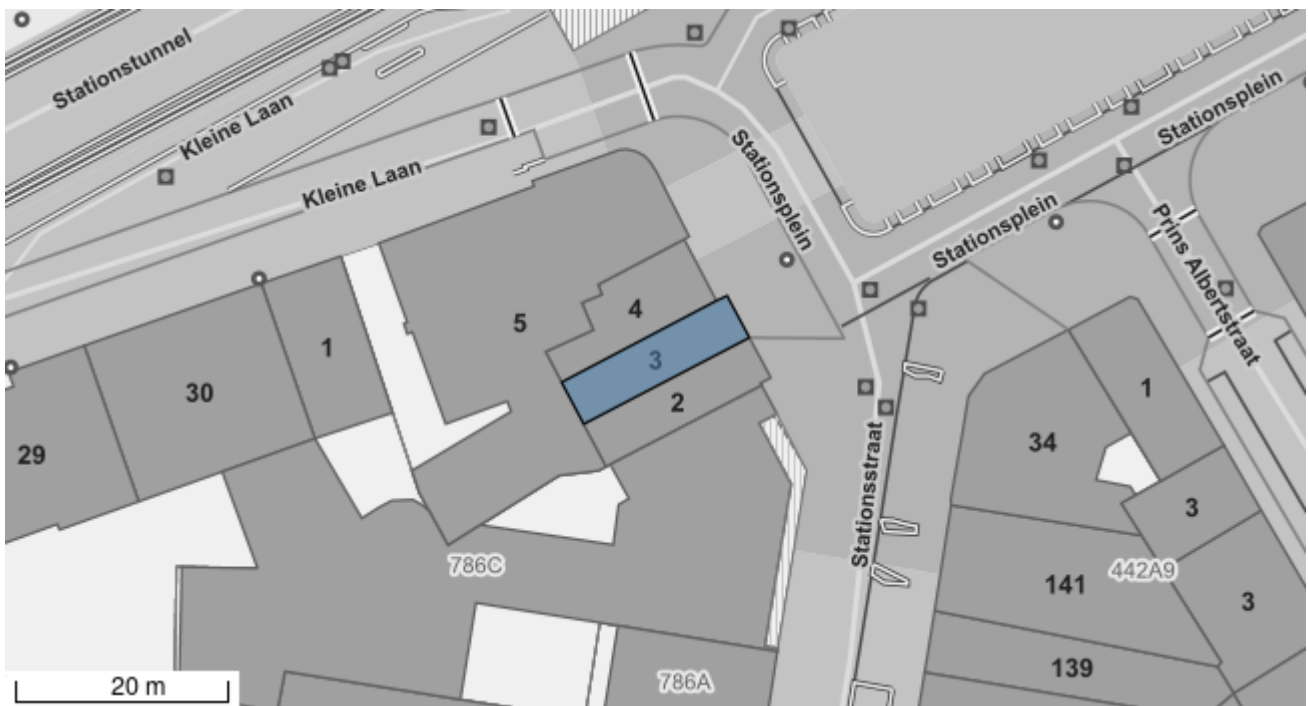 Stationstunnel
Kleine Laan
Kleine Laan
Stationsplein
Stationsplein
Stationsplein
Prins Albertstraat
Stationsstraat
5
4
3
2
1
30
29
1
34
3
141
442A9
3
139
786C
786A
20 m